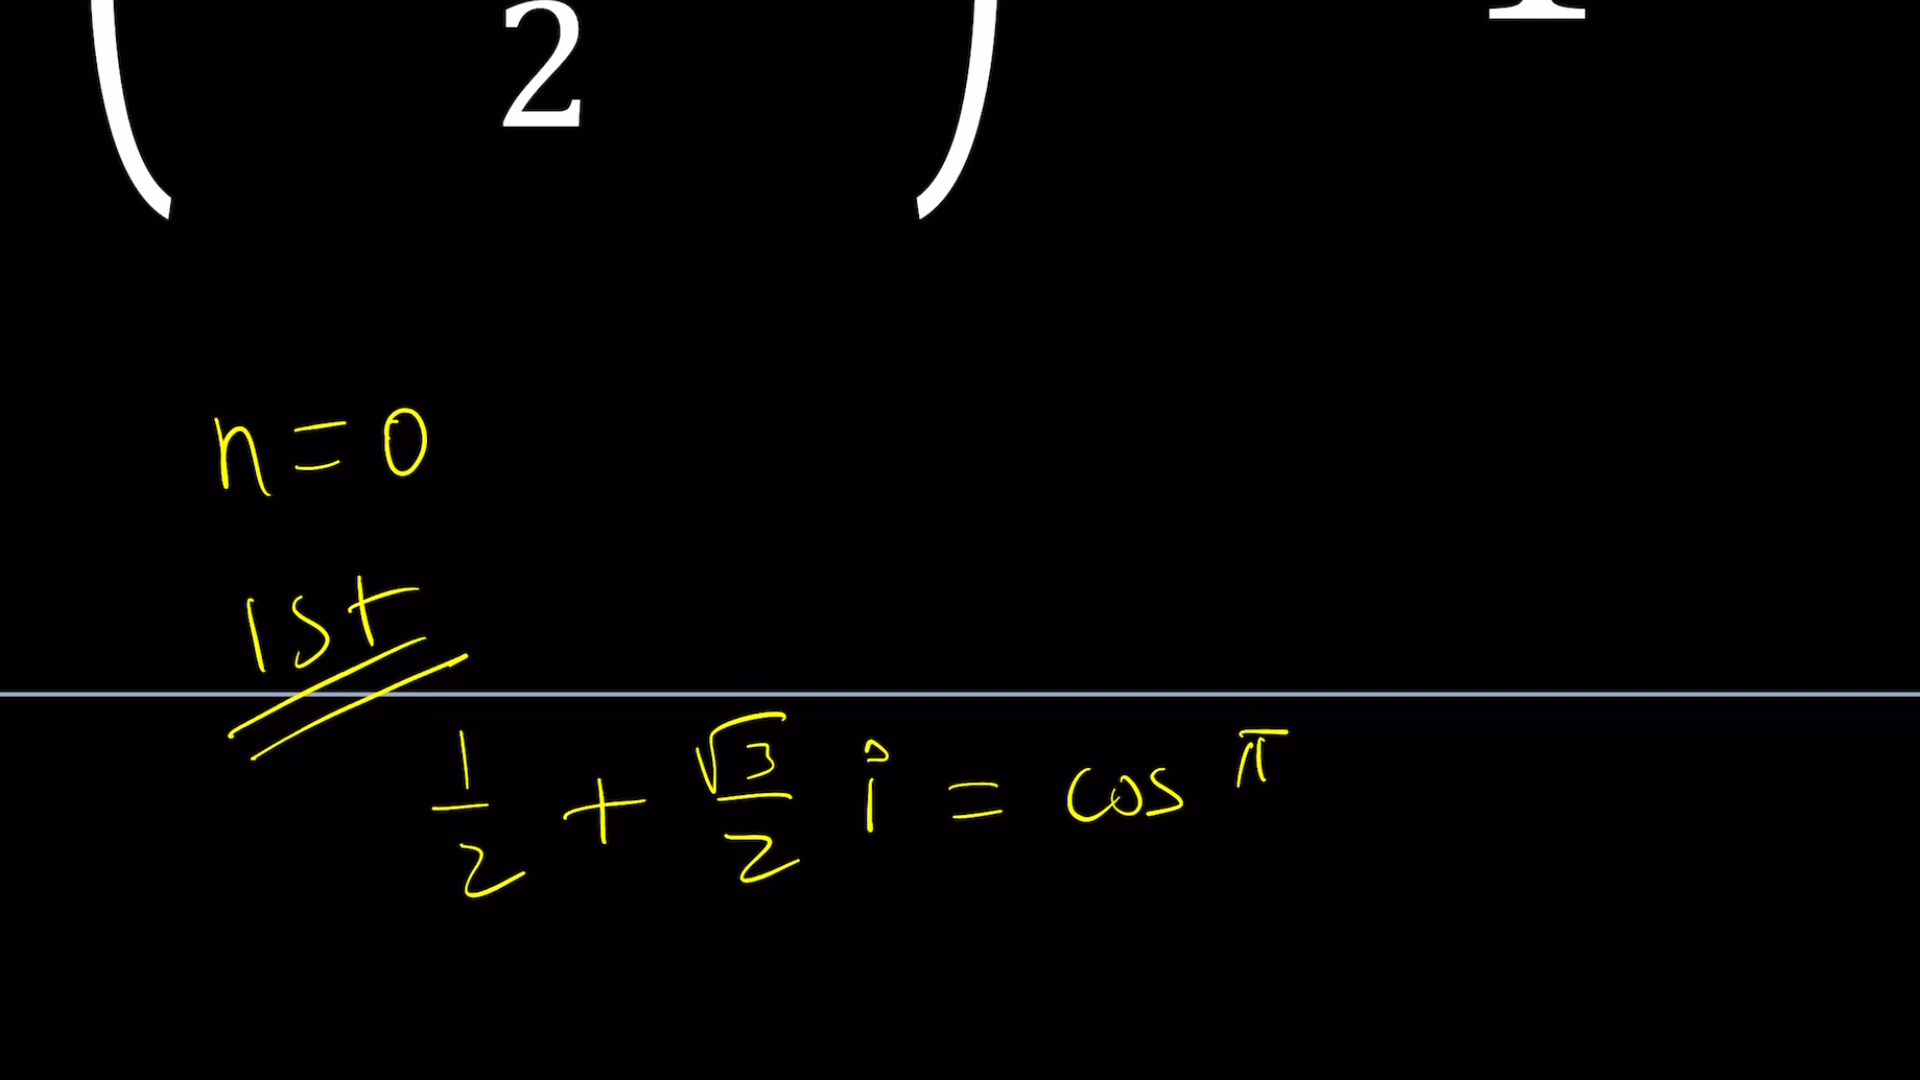 ( 2 )
n = 0
1st
1/2 + √3/2 i = cos π